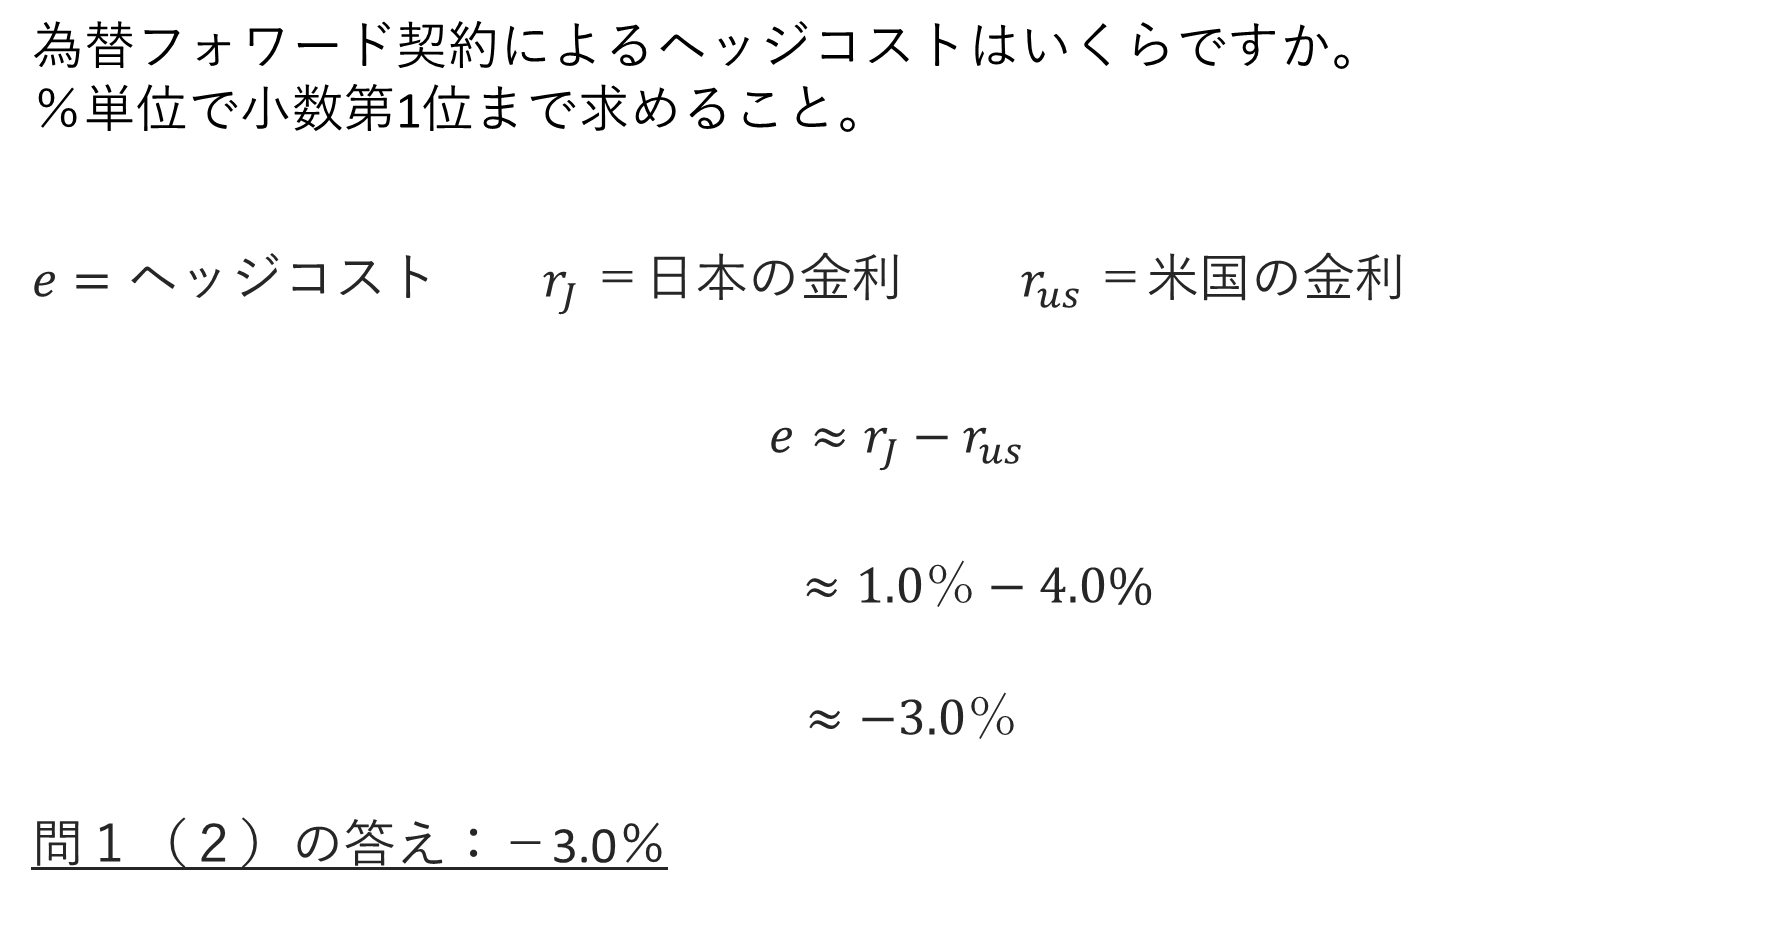 為替フォワード契約によるヘッジコストはいくらですか。
％単位で小数第1位まで求めること。
e = ヘッジコスト r_J ＝日本の金利 r_us ＝米国の金利
e ≈ r_J − r_us
≈ 1.0％ − 4.0%
≈ −3.0％
問１（２）の答え：－3.0％